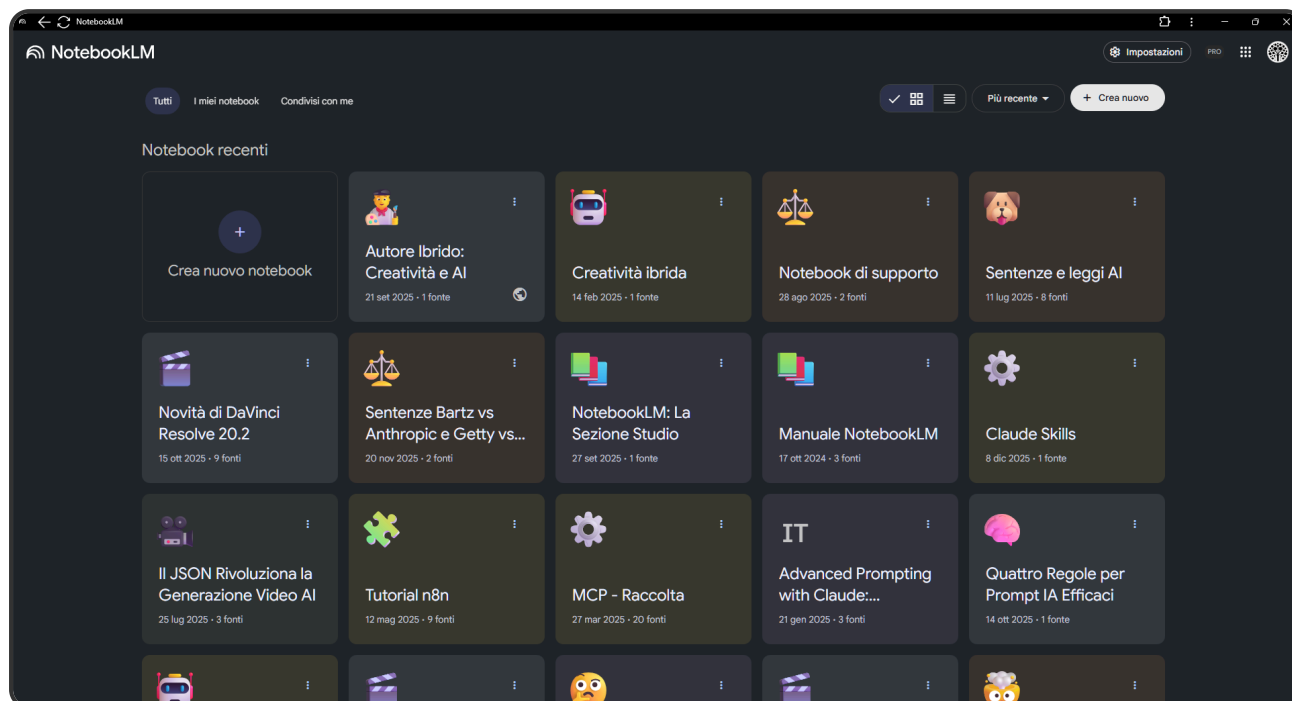 NotebookLM
NotebookLM
Impostazioni
PRO
Tutti
I miei notebook
Condivisi con me
Più recente
+ Crea nuovo
Notebook recenti
+
Crea nuovo notebook
Autore Ibrido:
Creatività e AI
21 set 2025 · 1 fonte
Creatività ibrida
14 feb 2025 · 1 fonte
Notebook di supporto
28 ago 2025 · 2 fonti
Sentenze e leggi AI
11 lug 2025 · 8 fonti
Novità di DaVinci
Resolve 20.2
15 ott 2025 · 9 fonti
Sentenze Bartz vs
Anthropic e Getty vs...
20 nov 2025 · 2 fonti
NotebookLM: La
Sezione Studio
27 set 2025 · 1 fonte
Manuale NotebookLM
17 ott 2024 · 3 fonti
Claude Skills
8 dic 2025 · 1 fonte
Il JSON Rivoluziona la
Generazione Video AI
25 lug 2025 · 3 fonti
Tutorial n8n
12 mag 2025 · 9 fonti
MCP - Raccolta
27 mar 2025 · 20 fonti
IT
Advanced Prompting
with Claude:...
21 gen 2025 · 3 fonti
Quattro Regole per
Prompt IA Efficaci
14 ott 2025 · 1 fonte